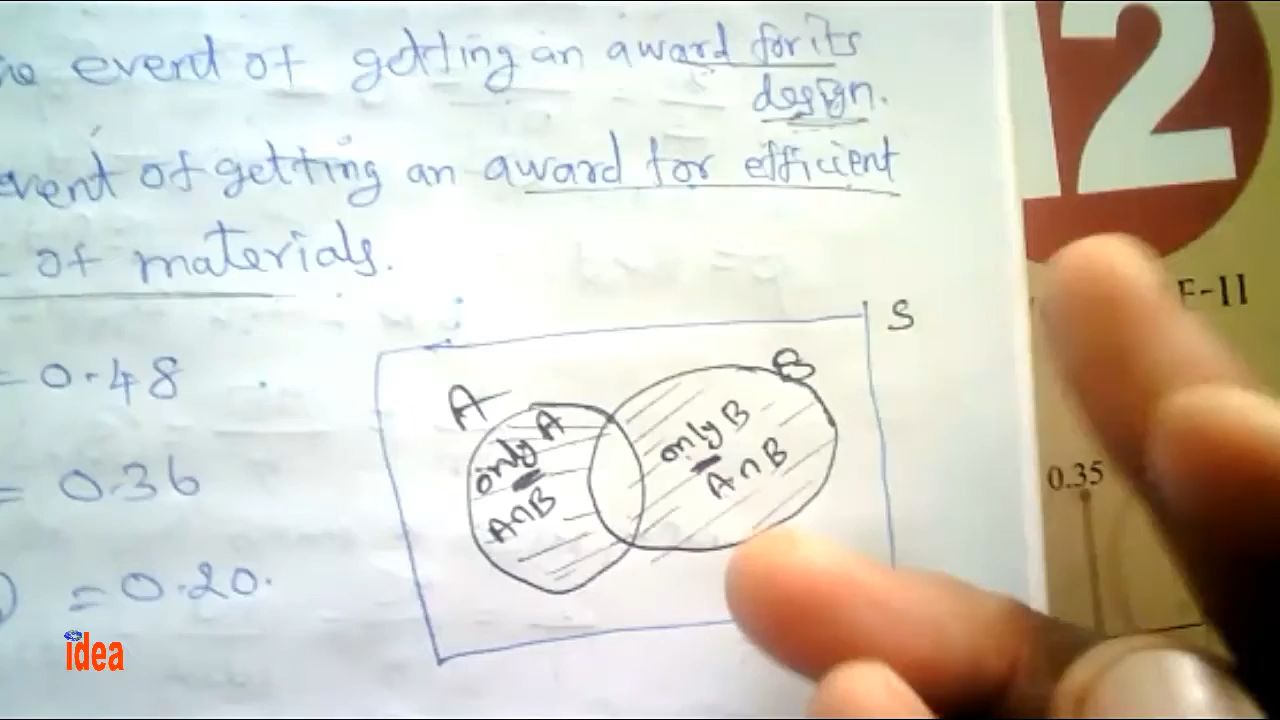 event of getting an award for its
design.
event of getting an award for efficient
of materials.
= 0.48
= 0.36
) = 0.20.
S
A
B
only A
A∩B
only B
A∩B
2
F-II
0.35
idea